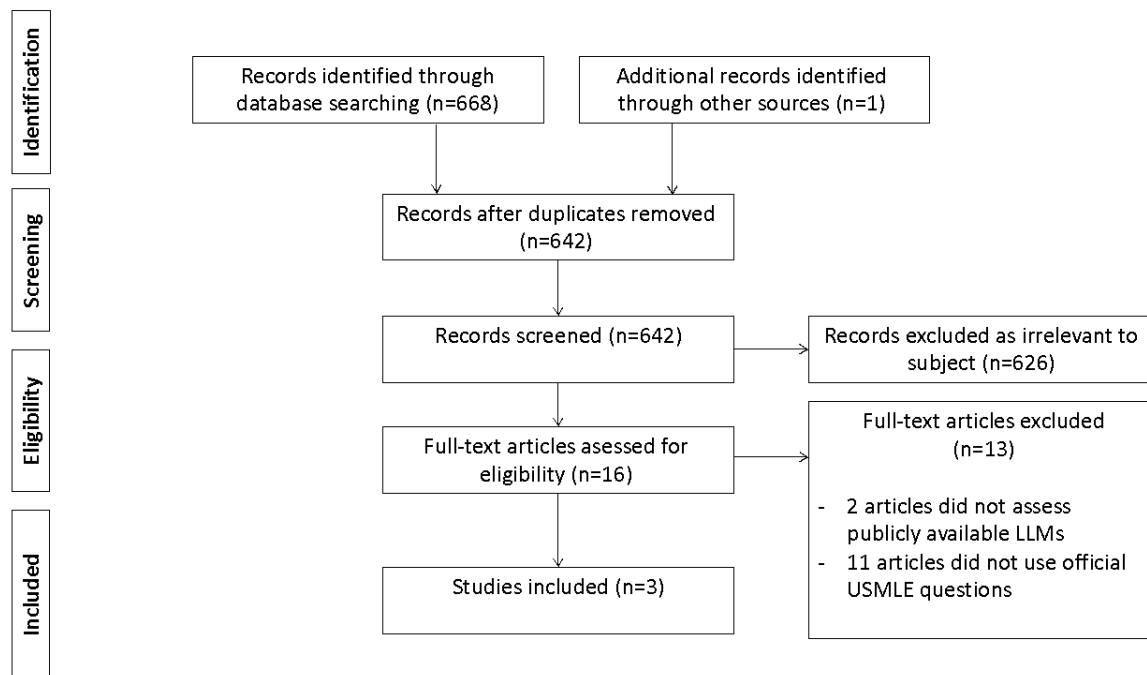 Identification
Records identified through
database searching (n=668)
Additional records identified
through other sources (n=1)
Screening
Records after duplicates removed
(n=642)
Records screened (n=642)
Records excluded as irrelevant to
subject (n=626)
Eligibility
Full-text articles asessed for
eligibility (n=16)
Full-text articles excluded
(n=13)
- 2 articles did not assess
publicly available LLMs
- 11 articles did not use official
USMLE questions
Included
Studies included (n=3)